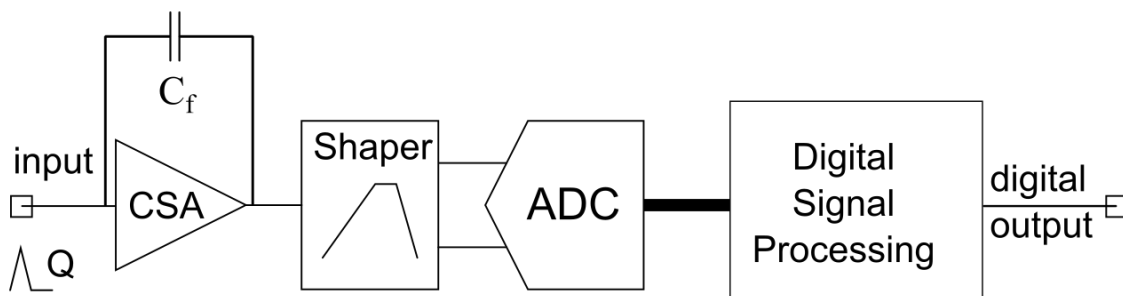 C_f
input
CSA
Q
Shaper
ADC
Digital
Signal
Processing
digital
output